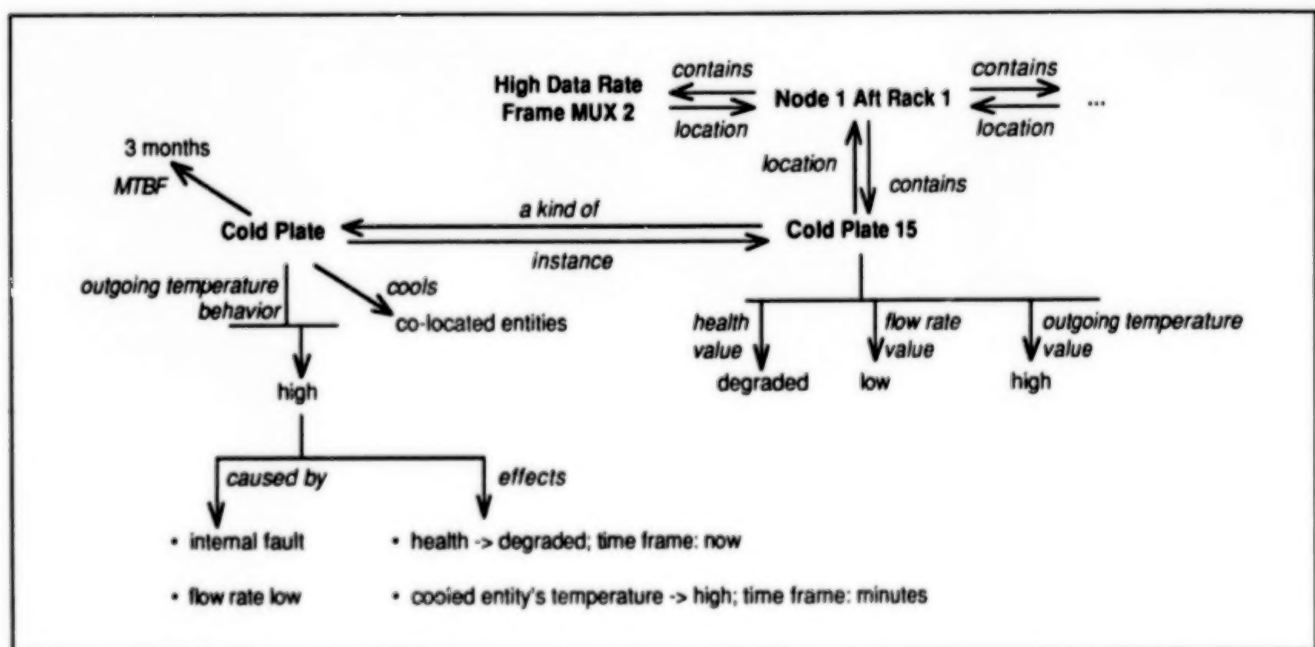 contains
contains
High Data Rate
Frame MUX 2
Node 1 Aft Rack 1
...
location
location
3 months
MTBF
location
contains
a kind of
Cold Plate
Cold Plate 15
instance
outgoing temperature
behavior
cools
co-located entities
health
value
flow rate
value
outgoing temperature
value
degraded
low
high
high
caused by
effects
• internal fault
• health -> degraded; time frame: now
• flow rate low
• cooled entity's temperature -> high; time frame: minutes